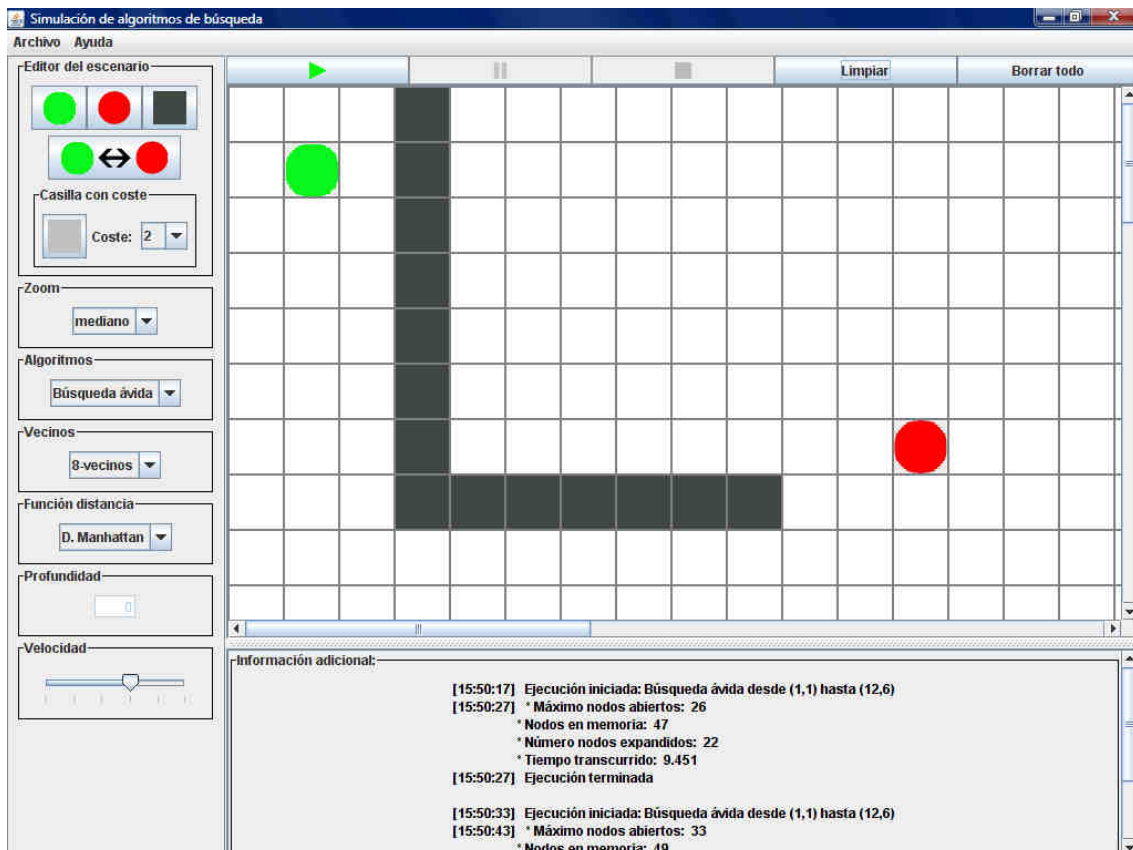 Simulación de algoritmos de búsqueda
Archivo Ayuda
Editor del escenario
Casilla con coste
Coste: 2
Zoom
mediano
Algoritmos
Búsqueda ávida
Vecinos
8-vecinos
Función distancia
D. Manhattan
Profundidad
0
Velocidad
Limpiar Borrar todo
Información adicional:
[15:50:17] Ejecución iniciada: Búsqueda ávida desde (1,1) hasta (12,6)
[15:50:27] * Máximo nodos abiertos: 26
* Nodos en memoria: 47
* Número nodos expandidos: 22
* Tiempo transcurrido: 9.451
[15:50:27] Ejecución terminada
[15:50:33] Ejecución iniciada: Búsqueda ávida desde (1,1) hasta (12,6)
[15:50:43] * Máximo nodos abiertos: 33
* Nodos en memoria: 49